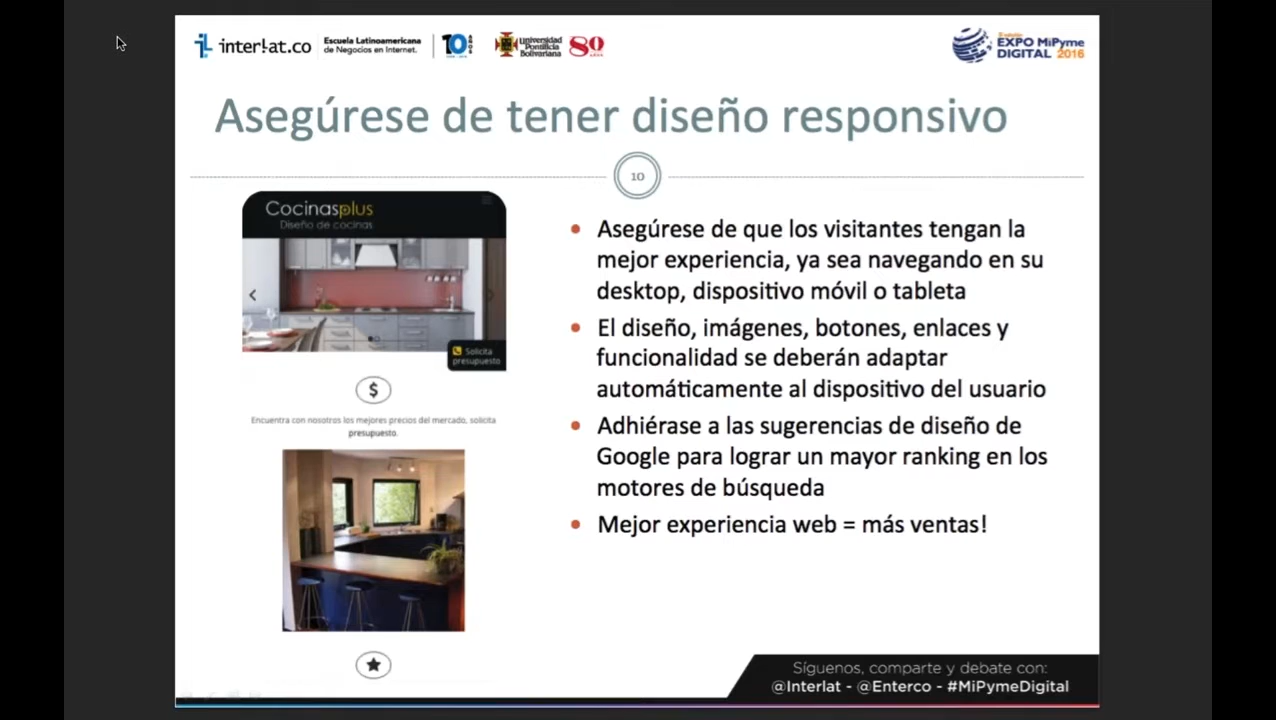 interlat.co
Escuela Latinoamericana
de Negocios en Internet.
10 AÑOS
Universidad
Pontificia
Bolivariana
80
EXPO MiPyme
DIGITAL 2016
Asegúrese de tener diseño responsivo
10
Cocinasplus
Diseño de cocinas
Solicita
presupuesto
$
Encuentra con nosotros los mejores precios del mercado, solicita
presupuesto.
• Asegúrese de que los visitantes tengan la
mejor experiencia, ya sea navegando en su
desktop, dispositivo móvil o tableta
• El diseño, imágenes, botones, enlaces y
funcionalidad se deberán adaptar
automáticamente al dispositivo del usuario
• Adhiérase a las sugerencias de diseño de
Google para lograr un mayor ranking en los
motores de búsqueda
• Mejor experiencia web = más ventas!
Síguenos, comparte y debate con:
@Interlat - @Enterco - #MiPymeDigital